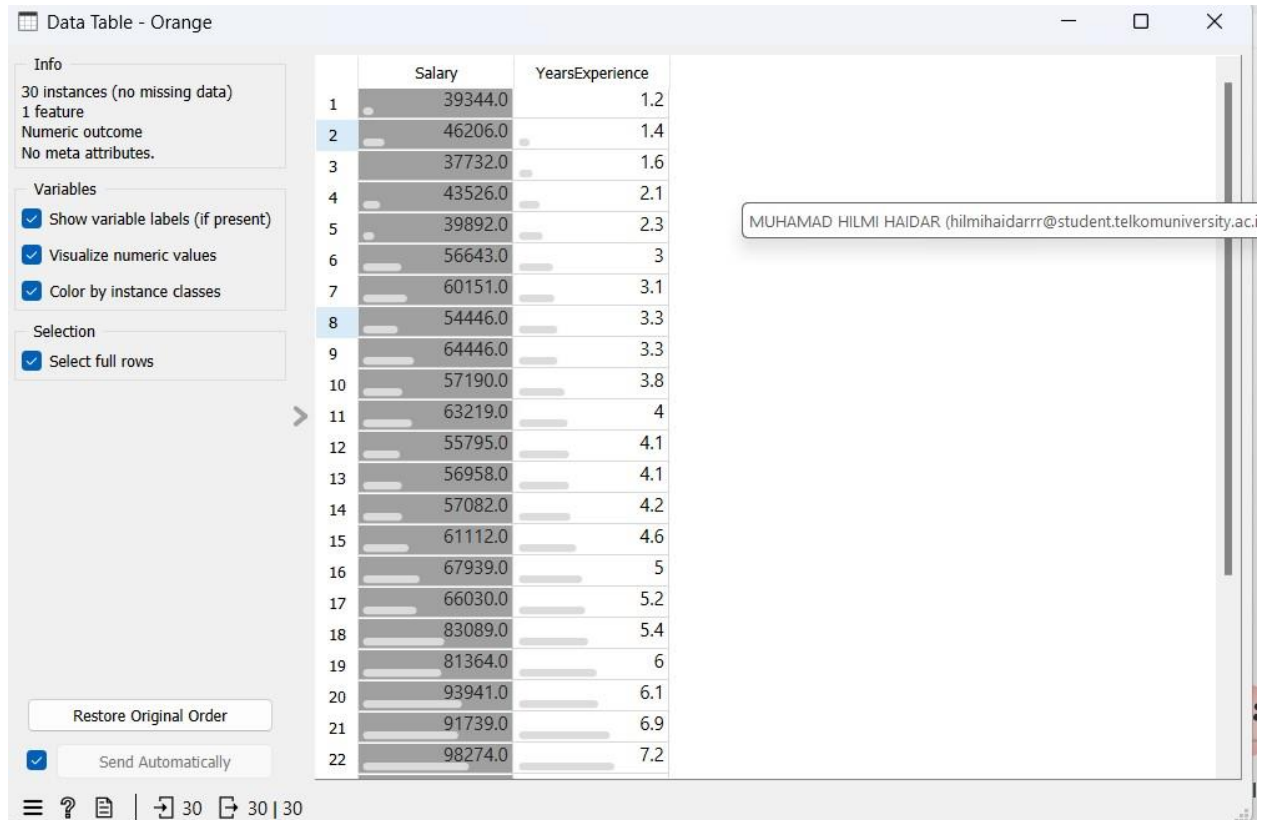 Data Table - Orange
Info
30 instances (no missing data)
1 feature
Numeric outcome
No meta attributes.
Variables
Show variable labels (if present)
Visualize numeric values
Color by instance classes
Selection
Select full rows
Restore Original Order
Send Automatically
30 30 | 30
Salary YearsExperience
1 39344.0 1.2
2 46206.0 1.4
3 37732.0 1.6
4 43526.0 2.1
5 39892.0 2.3
6 56643.0 3
7 60151.0 3.1
8 54446.0 3.3
9 64446.0 3.3
10 57190.0 3.8
11 63219.0 4
12 55795.0 4.1
13 56958.0 4.1
14 57082.0 4.2
15 61112.0 4.6
16 67939.0 5
17 66030.0 5.2
18 83089.0 5.4
19 81364.0 6
20 93941.0 6.1
21 91739.0 6.9
22 98274.0 7.2
MUHAMAD HILMI HAIDAR (hilmihaidarrr@student.telkomuniversity.ac.i